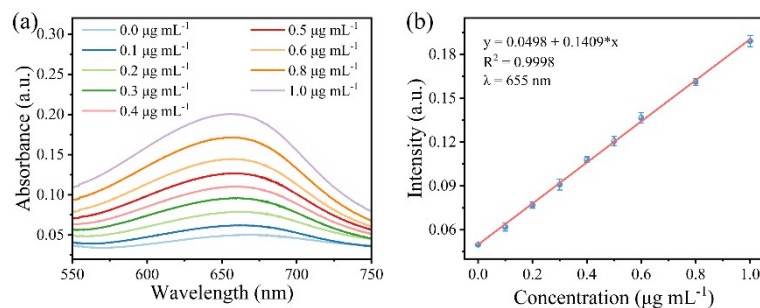 (a)
0.30
0.25
0.20
0.15
0.10
0.05
Absorbance (a.u.)
0.0 μg mL⁻¹
0.1 μg mL⁻¹
0.2 μg mL⁻¹
0.3 μg mL⁻¹
0.4 μg mL⁻¹
0.5 μg mL⁻¹
0.6 μg mL⁻¹
0.8 μg mL⁻¹
1.0 μg mL⁻¹
550 600 650 700 750
Wavelength (nm)
(b)
0.18
0.15
0.12
0.09
0.06
Intensity (a.u.)
y = 0.0498 + 0.1409*x
R² = 0.9998
λ = 655 nm
0.0 0.2 0.4 0.6 0.8 1.0
Concentration (μg mL⁻¹)